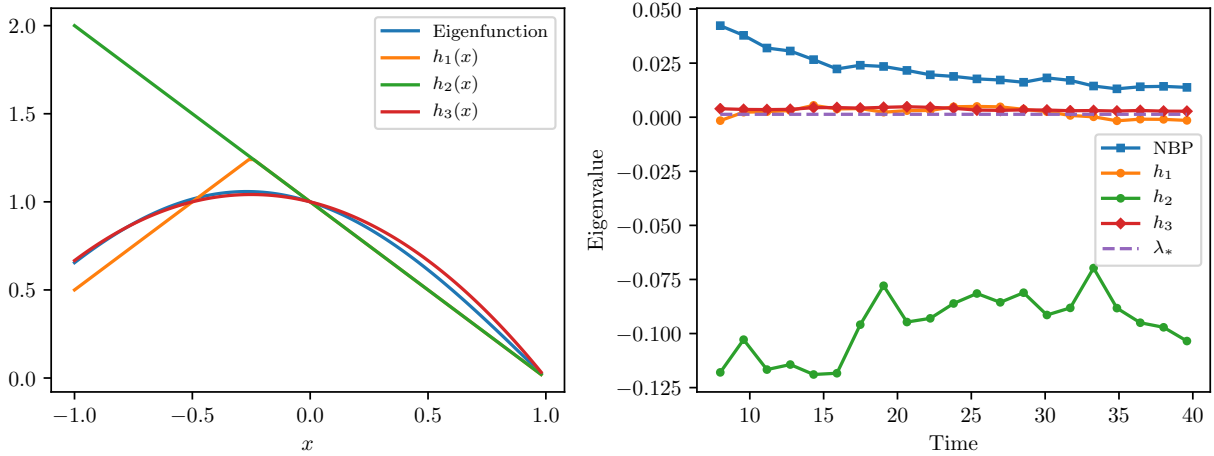 2.0
1.5
1.0
0.5
0.0
−1.0
−0.5
0.0
0.5
1.0
x
Eigenfunction
h₁(x)
h₂(x)
h₃(x)
0.050
0.025
0.000
−0.025
−0.050
−0.075
−0.100
−0.125
Eigenvalue
10
15
20
25
30
35
40
Time
NBP
h₁
h₂
h₃
λ*